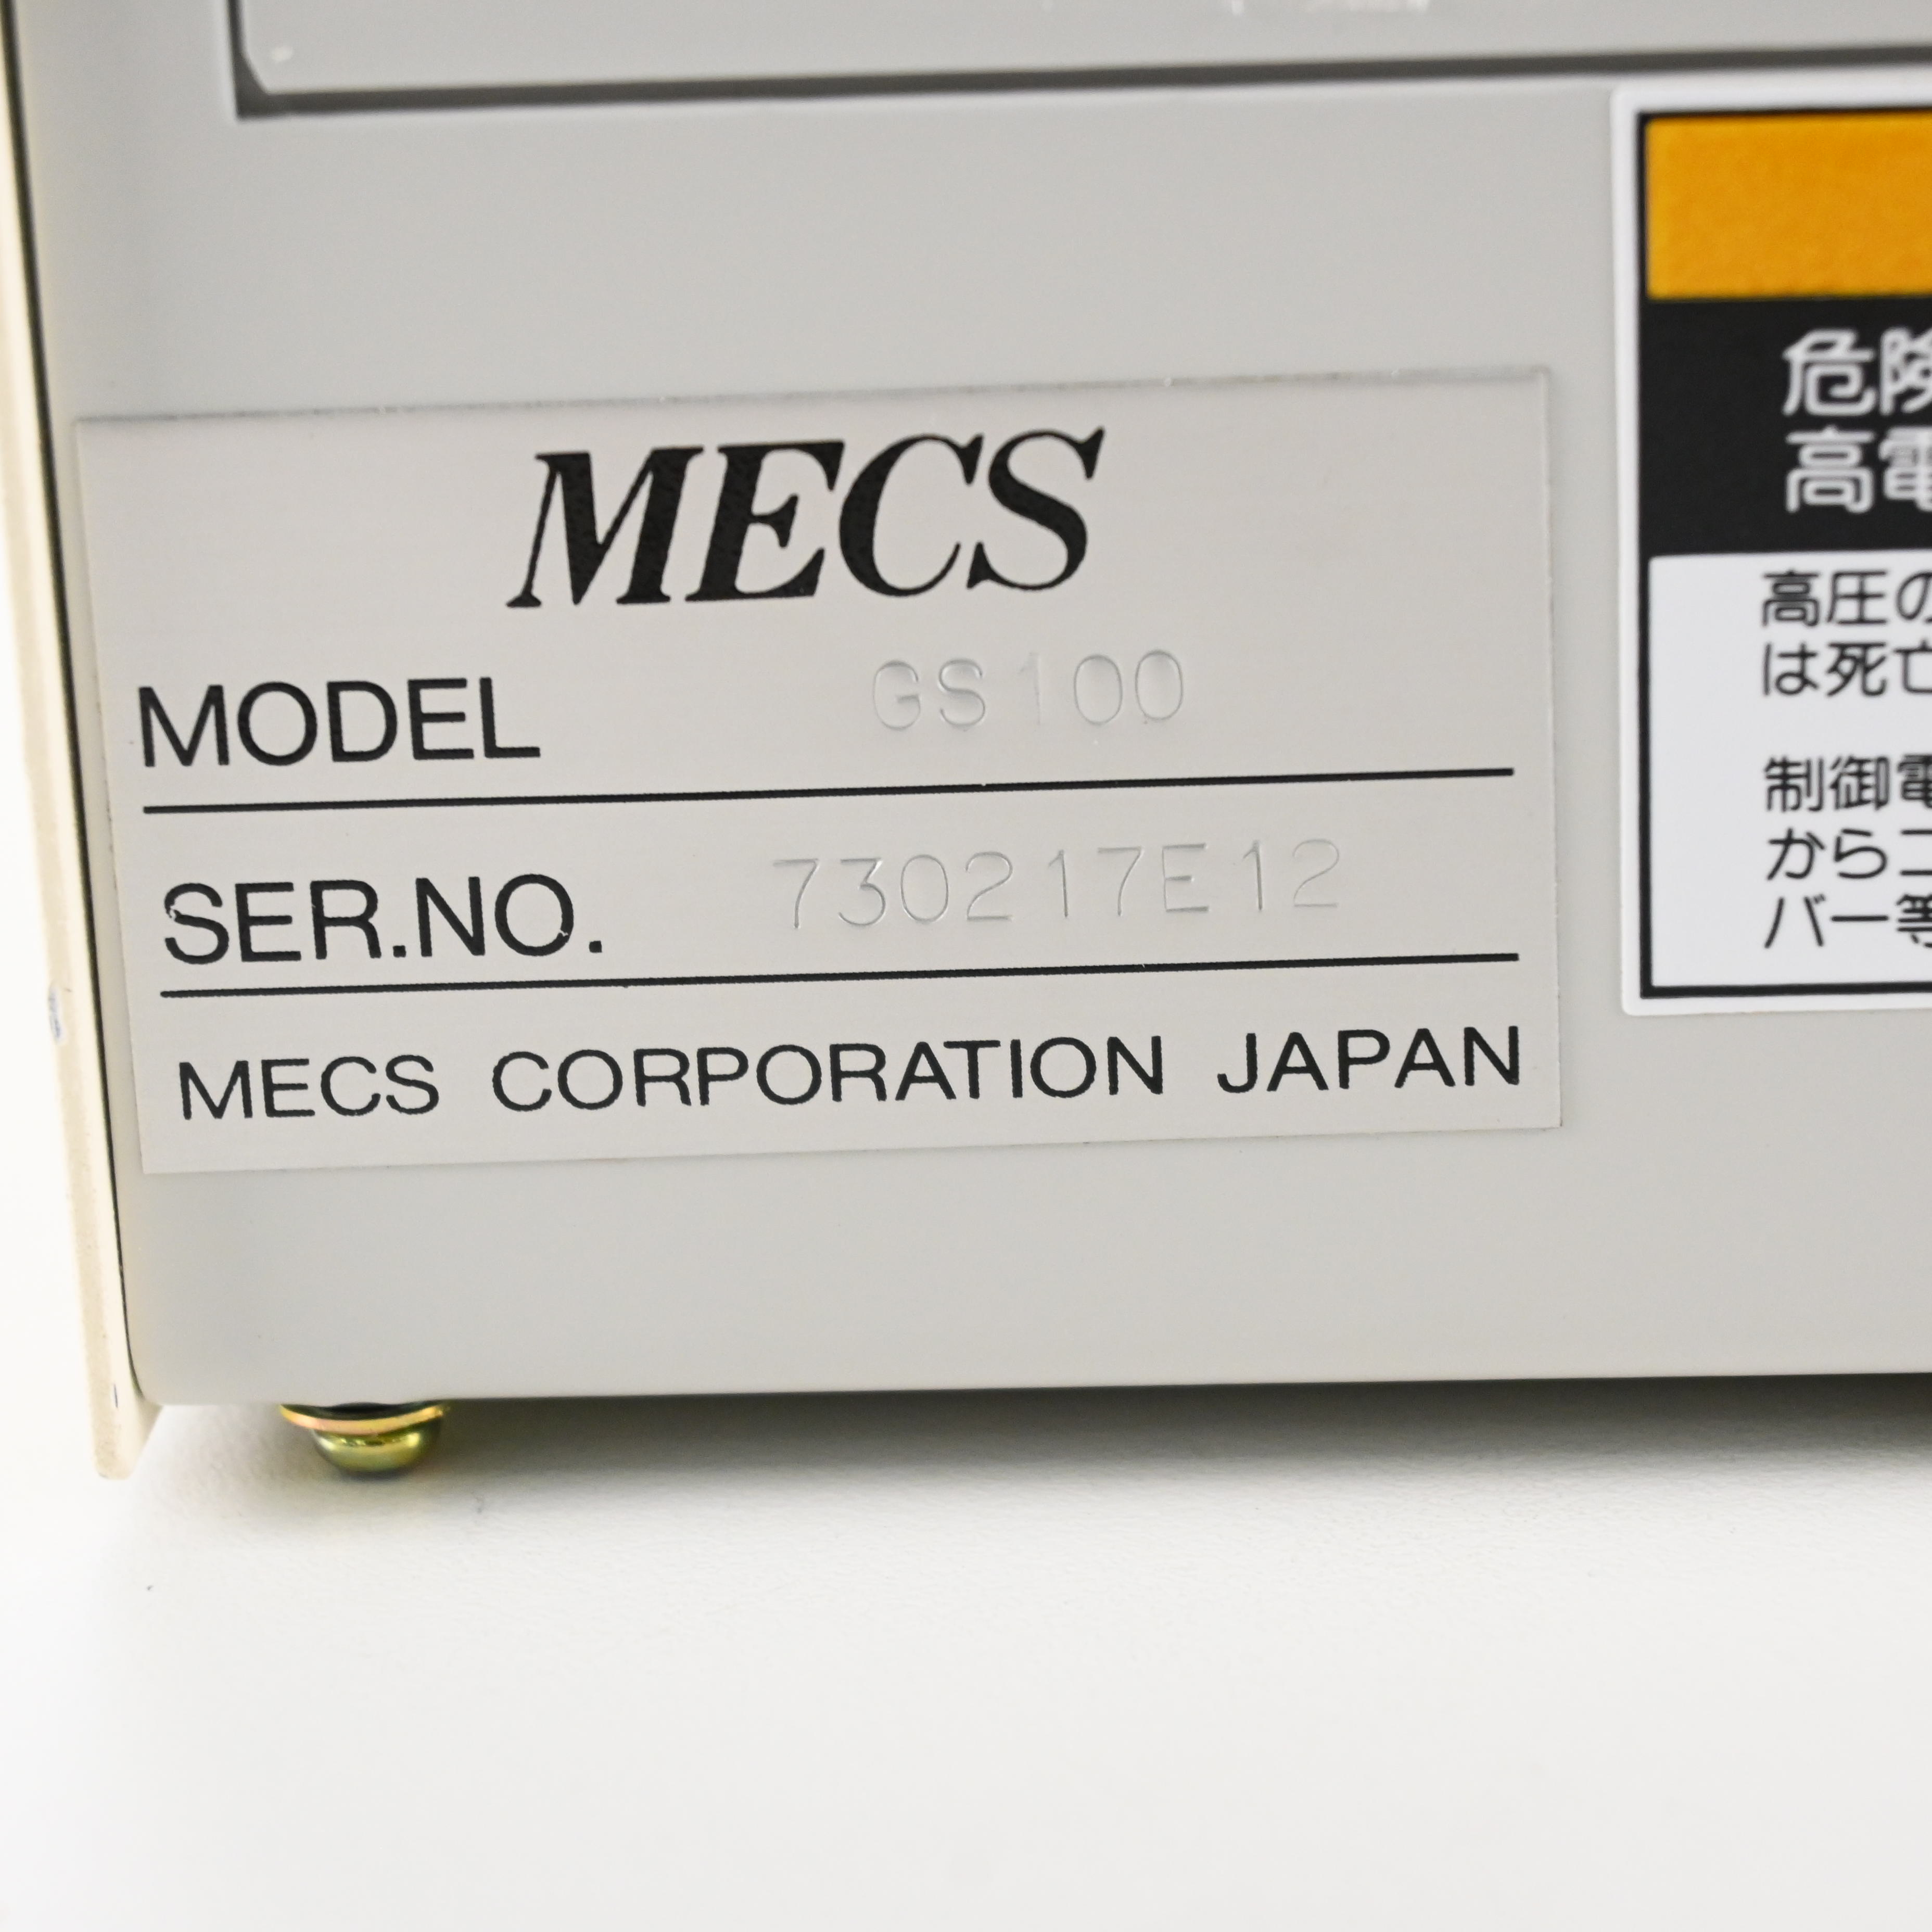 MECS
MODEL GS100
SER.NO. 730217E12
MECS CORPORATION JAPAN
危険
高電
高圧の
は死亡
制御電
から
バー等